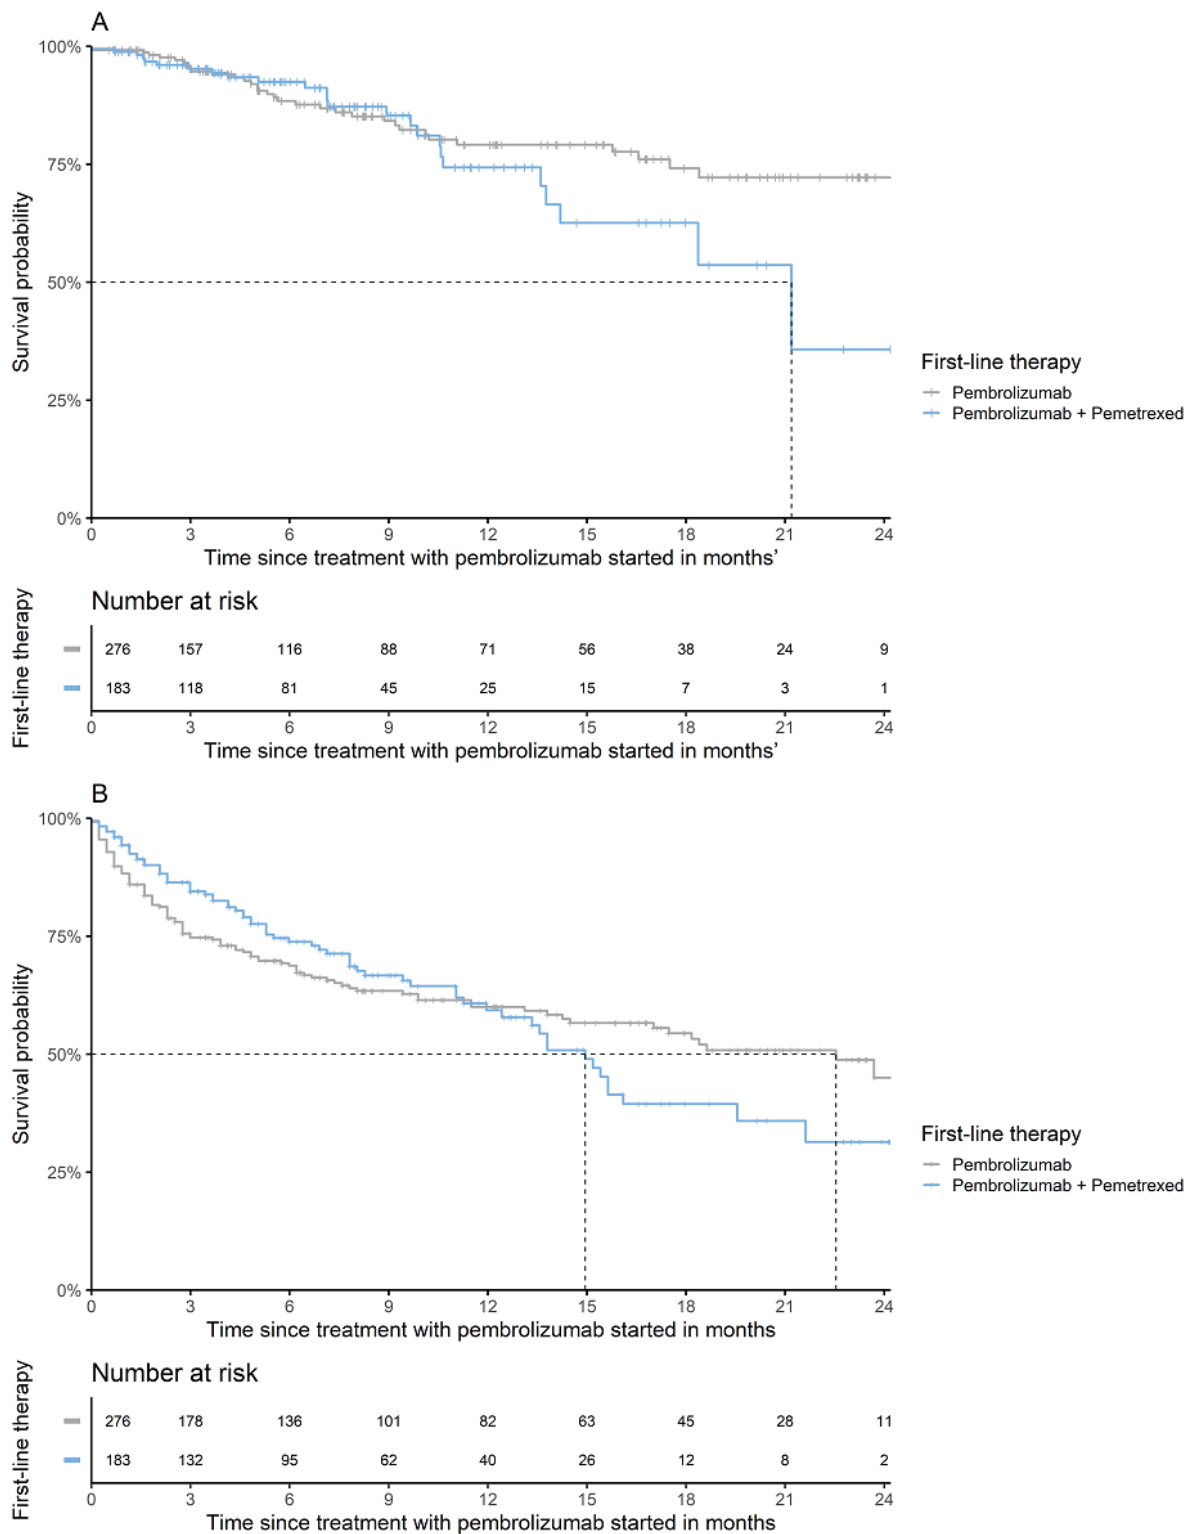 A
100%
75%
50%
25%
0%
Survival probability
0 3 6 9 12 15 18 21 24
Time since treatment with pembrolizumab started in months’
First-line therapy
Pembrolizumab
Pembrolizumab + Pemetrexed
Number at risk
First-line therapy
276 157 116 88 71 56 38 24 9
183 118 81 45 25 15 7 3 1
0 3 6 9 12 15 18 21 24
Time since treatment with pembrolizumab started in months’
B
100%
75%
50%
25%
0%
Survival probability
0 3 6 9 12 15 18 21 24
Time since treatment with pembrolizumab started in months
First-line therapy
Pembrolizumab
Pembrolizumab + Pemetrexed
Number at risk
First-line therapy
276 178 136 101 82 63 45 28 11
183 132 95 62 40 26 12 8 2
0 3 6 9 12 15 18 21 24
Time since treatment with pembrolizumab started in months